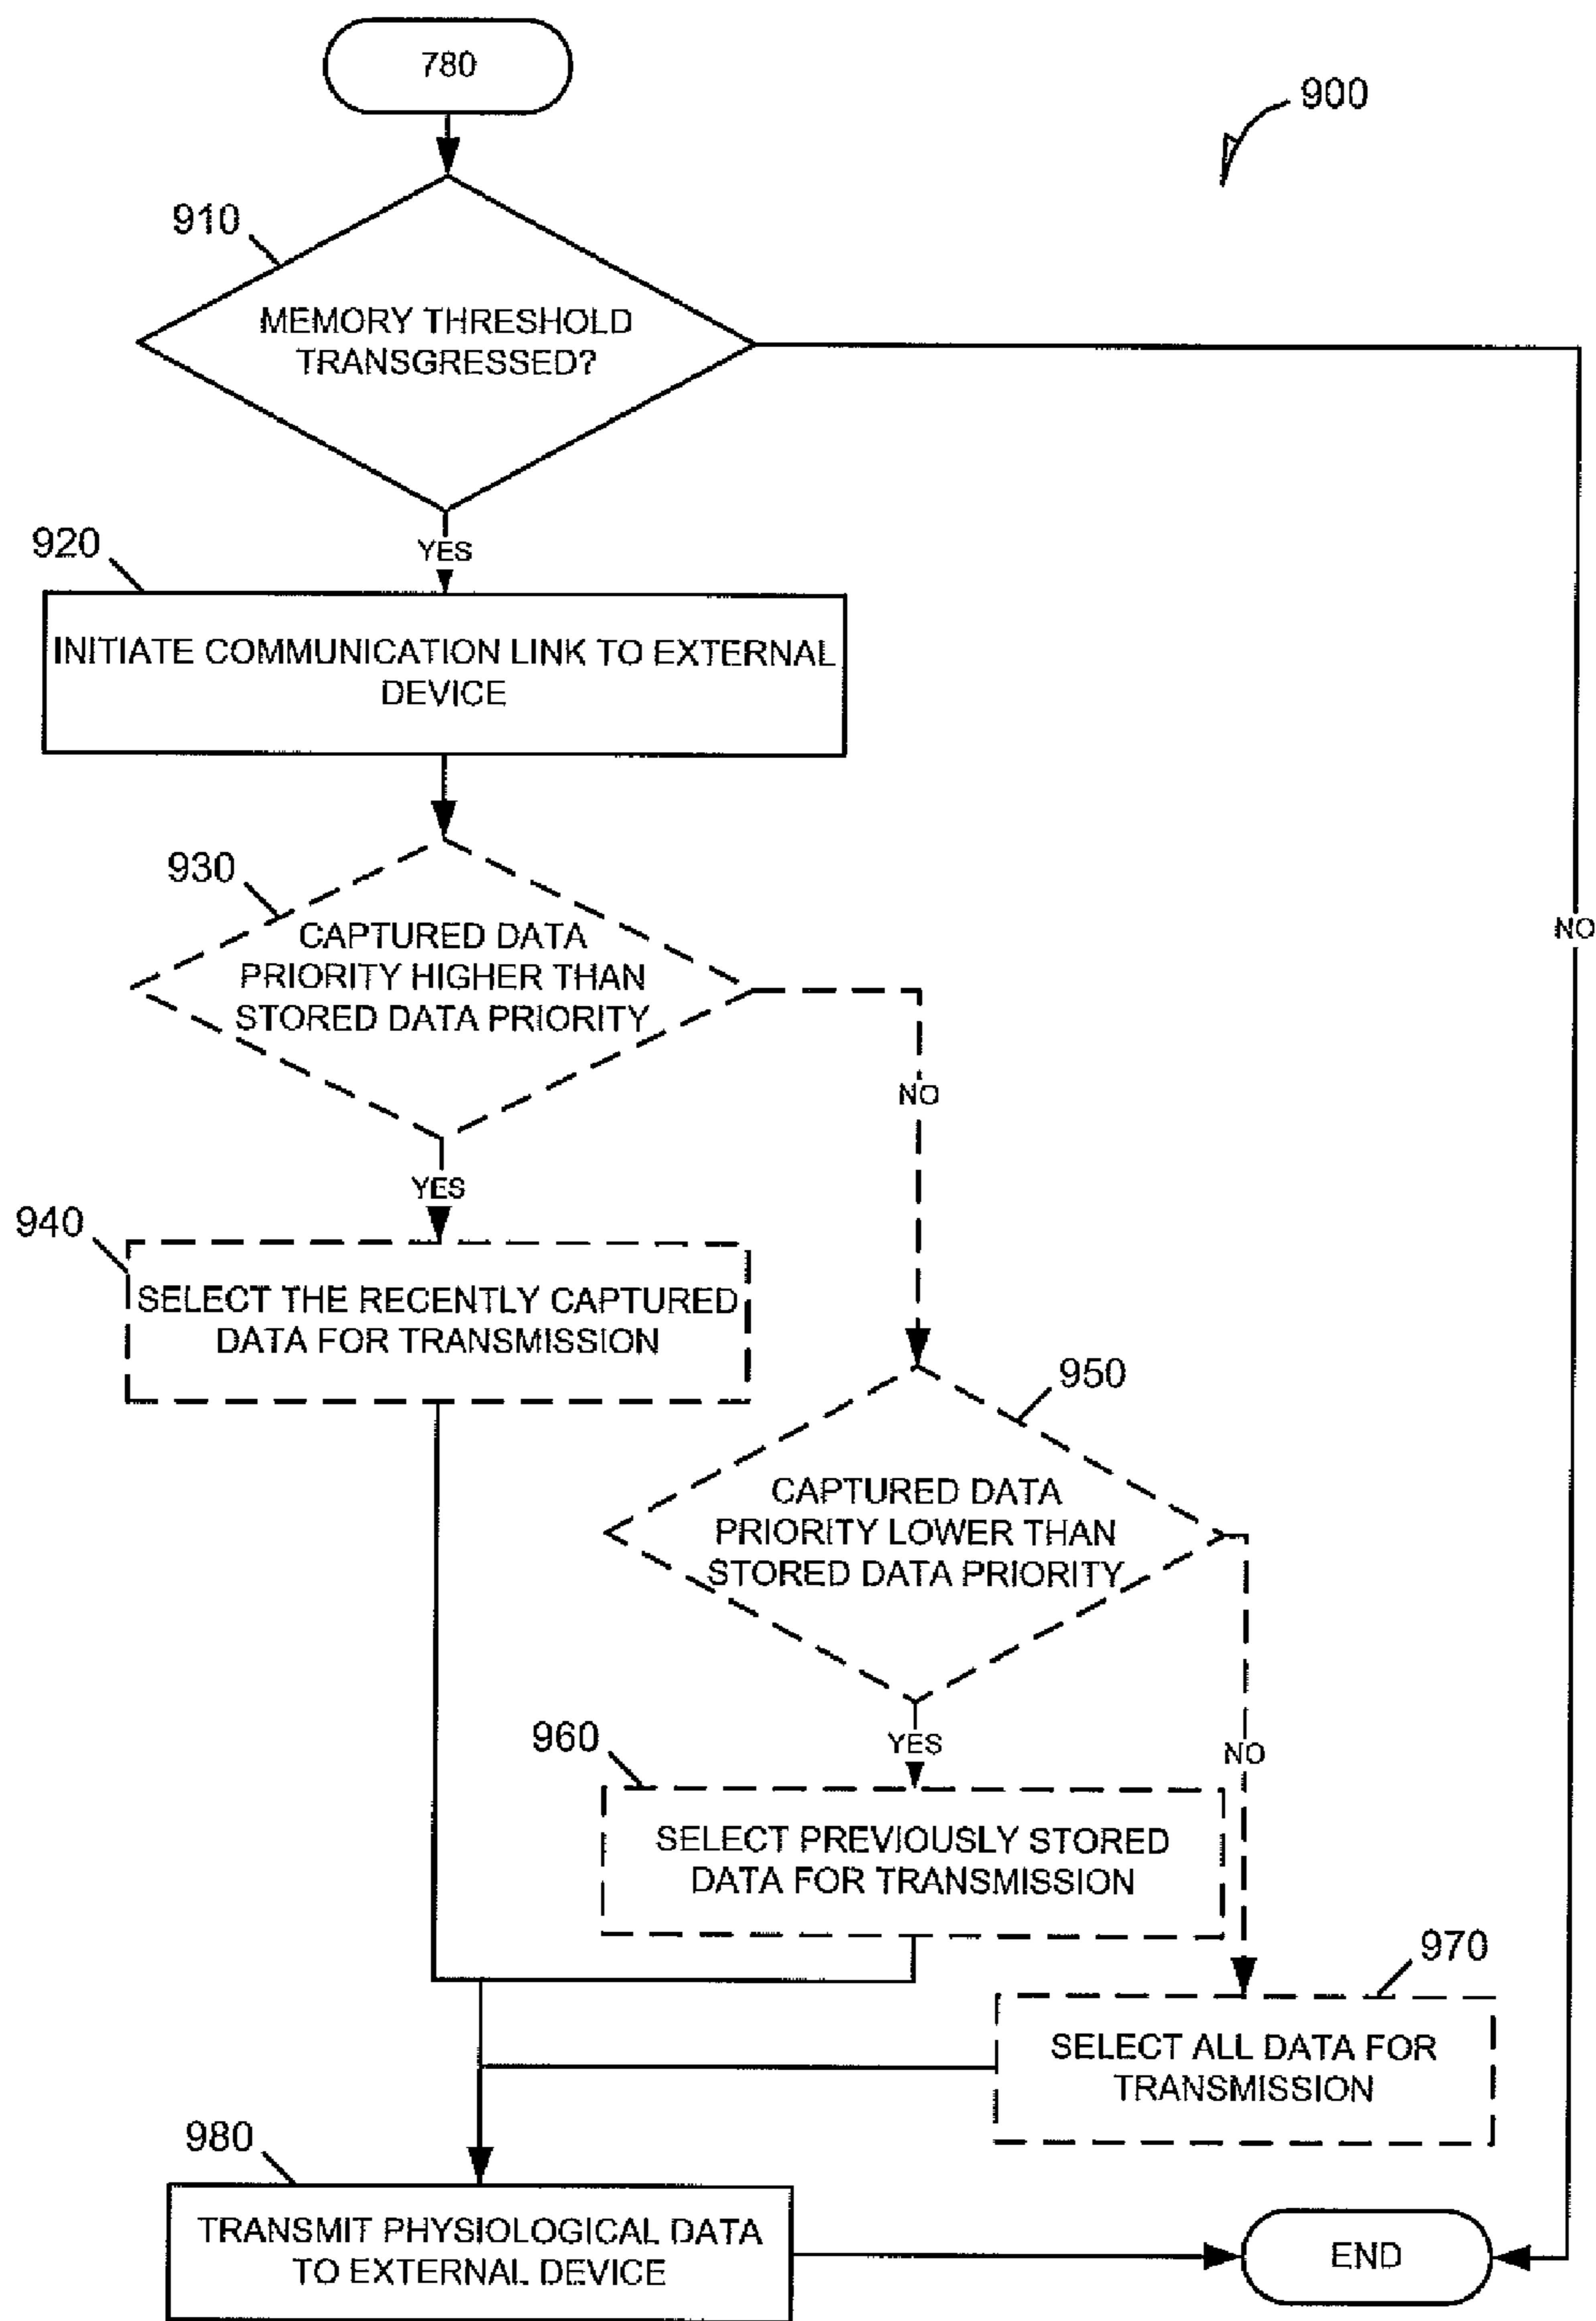 780
900
910
MEMORY THRESHOLD
TRANSGRESSED?
YES
920
INITIATE COMMUNICATION LINK TO EXTERNAL
DEVICE
930
CAPTURED DATA
PRIORITY HIGHER THAN
STORED DATA PRIORITY
NO
NO
YES
940
SELECT THE RECENTLY CAPTURED
DATA FOR TRANSMISSION
950
CAPTURED DATA
PRIORITY LOWER THAN
STORED DATA PRIORITY
YES
NO
960
SELECT PREVIOUSLY STORED
DATA FOR TRANSMISSION
970
SELECT ALL DATA FOR
TRANSMISSION
980
TRANSMIT PHYSIOLOGICAL DATA
TO EXTERNAL DEVICE
END